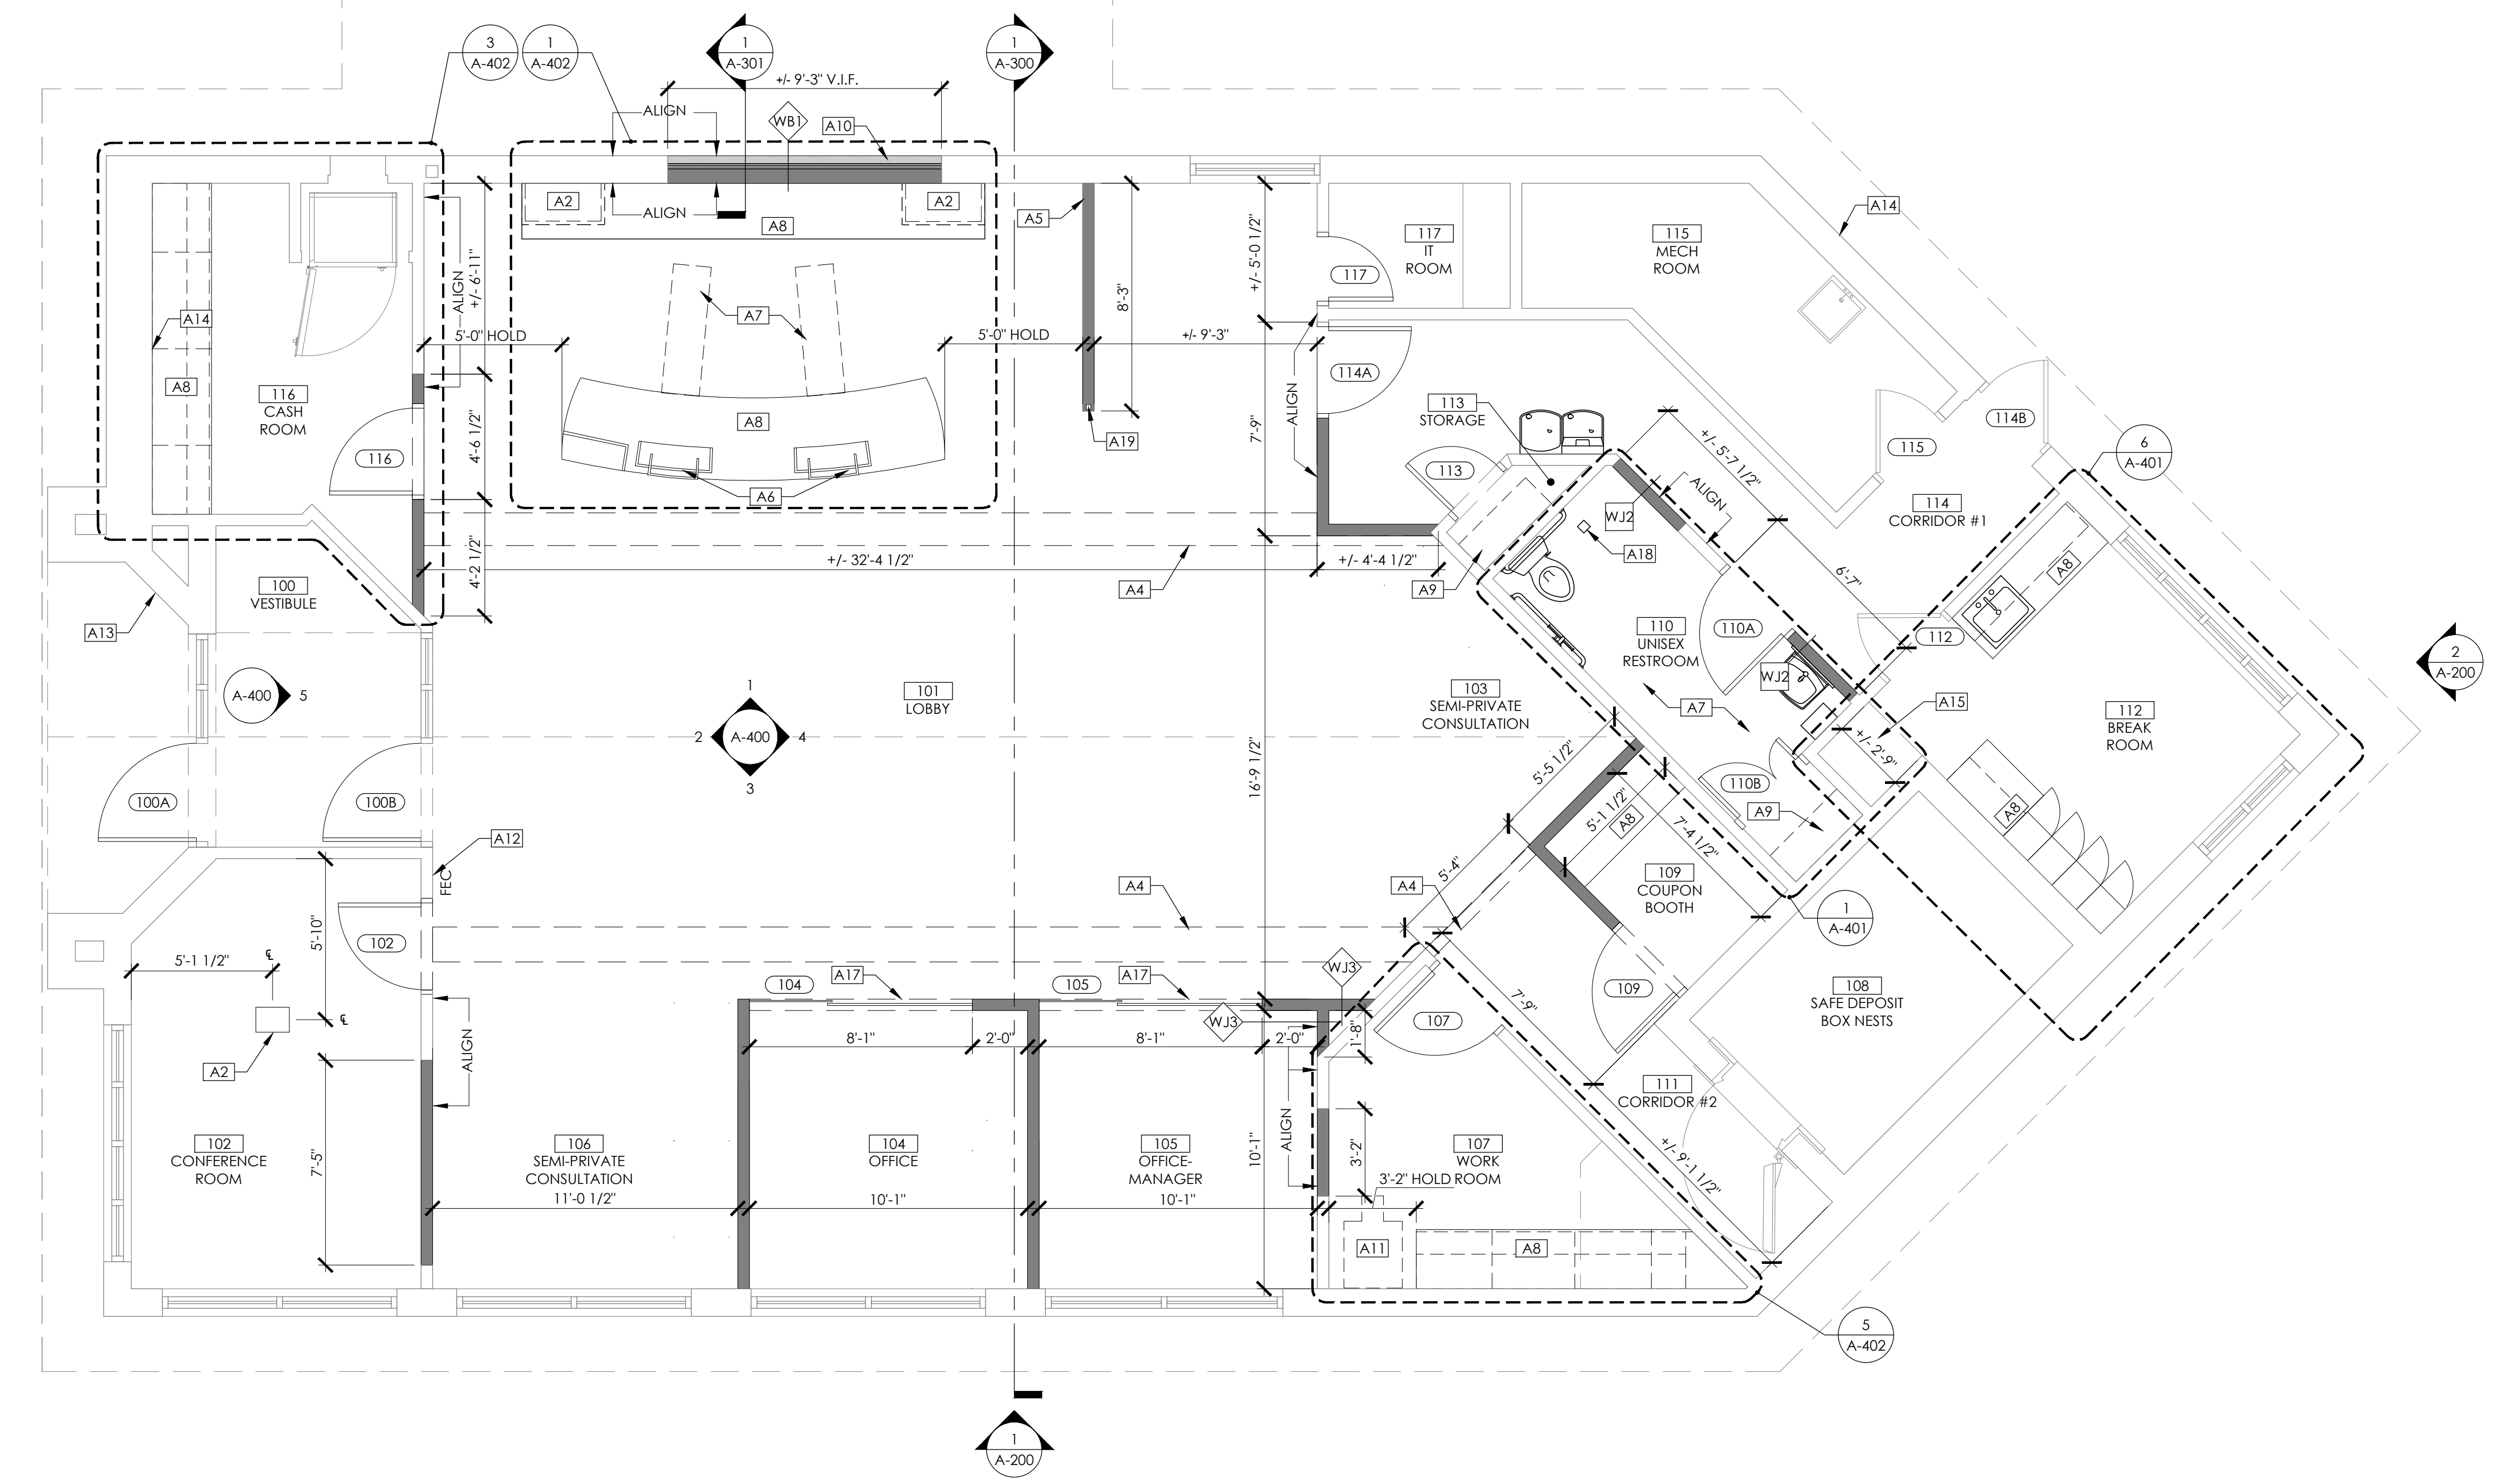 3
A-402
1
A-402
1
A-301
1
A-300
+/- 9'-3" V.I.F.
ALIGN
WB1
A10
A2
ALIGN
A8
A2
A5
117
IT
ROOM
115
MECH
ROOM
A14
ALIGN
+/- 6'-11"
8'-3"
+/- 5'-0 1/2"
117
A14
A7
5'-0" HOLD
5'-0" HOLD
+/- 9'-3"
114A
A8
116
CASH
ROOM
A8
ALIGN
113
STORAGE
114B
A19
4'-6 1/2"
7'-9"
116
113
+/- 5'-7 1/2"
115
6
A-401
A6
ALIGN
WJ2
114
CORRIDOR #1
A18
4'-2 1/2"
+/- 32'-4 1/2"
+/- 4'-4 1/2"
A4
A9
6'-7"
A8
100
VESTIBULE
A13
110
UNISEX
RESTROOM
110A
112
2
A-200
A-400
5
1
2
A-400
4
3
101
LOBBY
103
SEMI-PRIVATE
CONSULTATION
WJ2
A7
A15
112
BREAK
ROOM
+/- 2'-9"
16'-9 1/2"
5'-5 1/2"
100A
100B
110B
A9
5'-1 1/2"
A8
7'-4 1/2"
A8
A12
FEC
A4
A4
5'-4"
109
COUPON
BOOTH
1
A-401
5'-10"
102
5'-1 1/2"
℄
℄
A2
104
A17
105
A17
WJ3
WJ3
109
7'-9"
108
SAFE DEPOSIT
BOX NESTS
107
ALIGN
8'-1"
2'-0"
8'-1"
2'-0"
1'-8"
111
CORRIDOR #2
102
CONFERENCE
ROOM
7'-5"
106
SEMI-PRIVATE
CONSULTATION
11'-0 1/2"
104
OFFICE
10'-1"
105
OFFICE-
MANAGER
10'-1"
10'-1"
ALIGN
3'-2"
107
WORK
ROOM
3'-2" HOLD
+/- 9'-1 1/2"
A11
A8
5
A-402
1
A-200